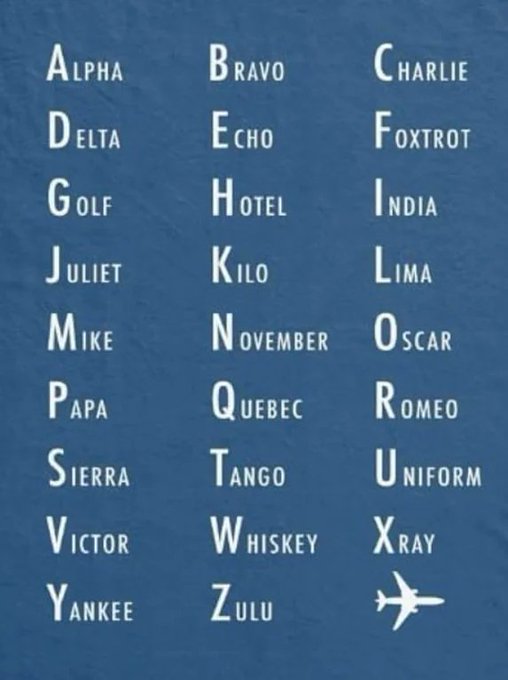 Alpha Bravo Charlie
Delta Echo Foxtrot
Golf Hotel India
Juliet Kilo Lima
Mike November Oscar
Papa Quebec Romeo
Sierra Tango Uniform
Victor Whiskey Xray
Yankee Zulu